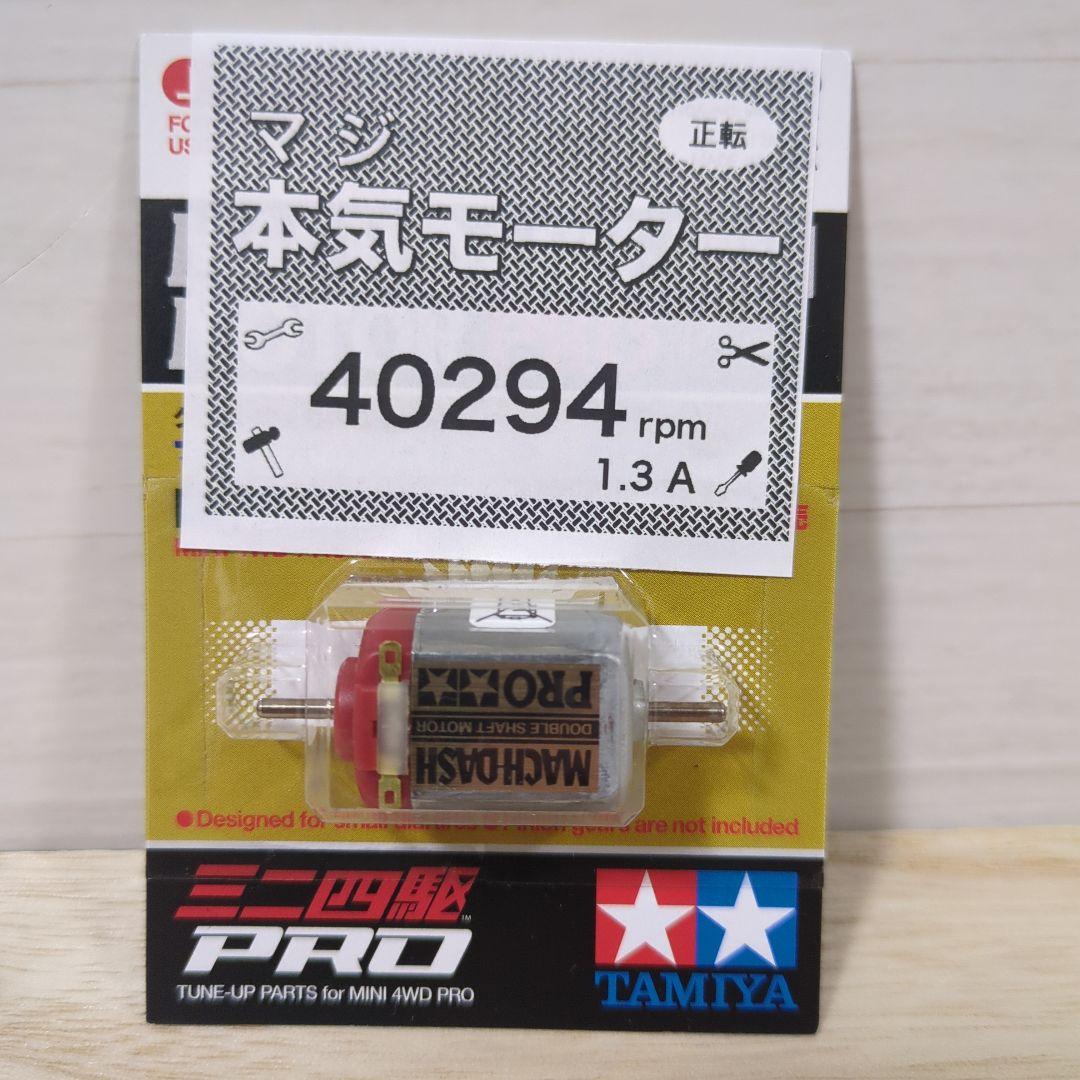 マジ
正転
本気モーター
40294 rpm
1.3 A
PRO
DOUBLE SHAFT MOTOR
MACH-DASH
●Designed for
are not included
ミニ四駆
TM
PRO
TUNE-UP PARTS for MINI 4WD PRO
TAMIYA